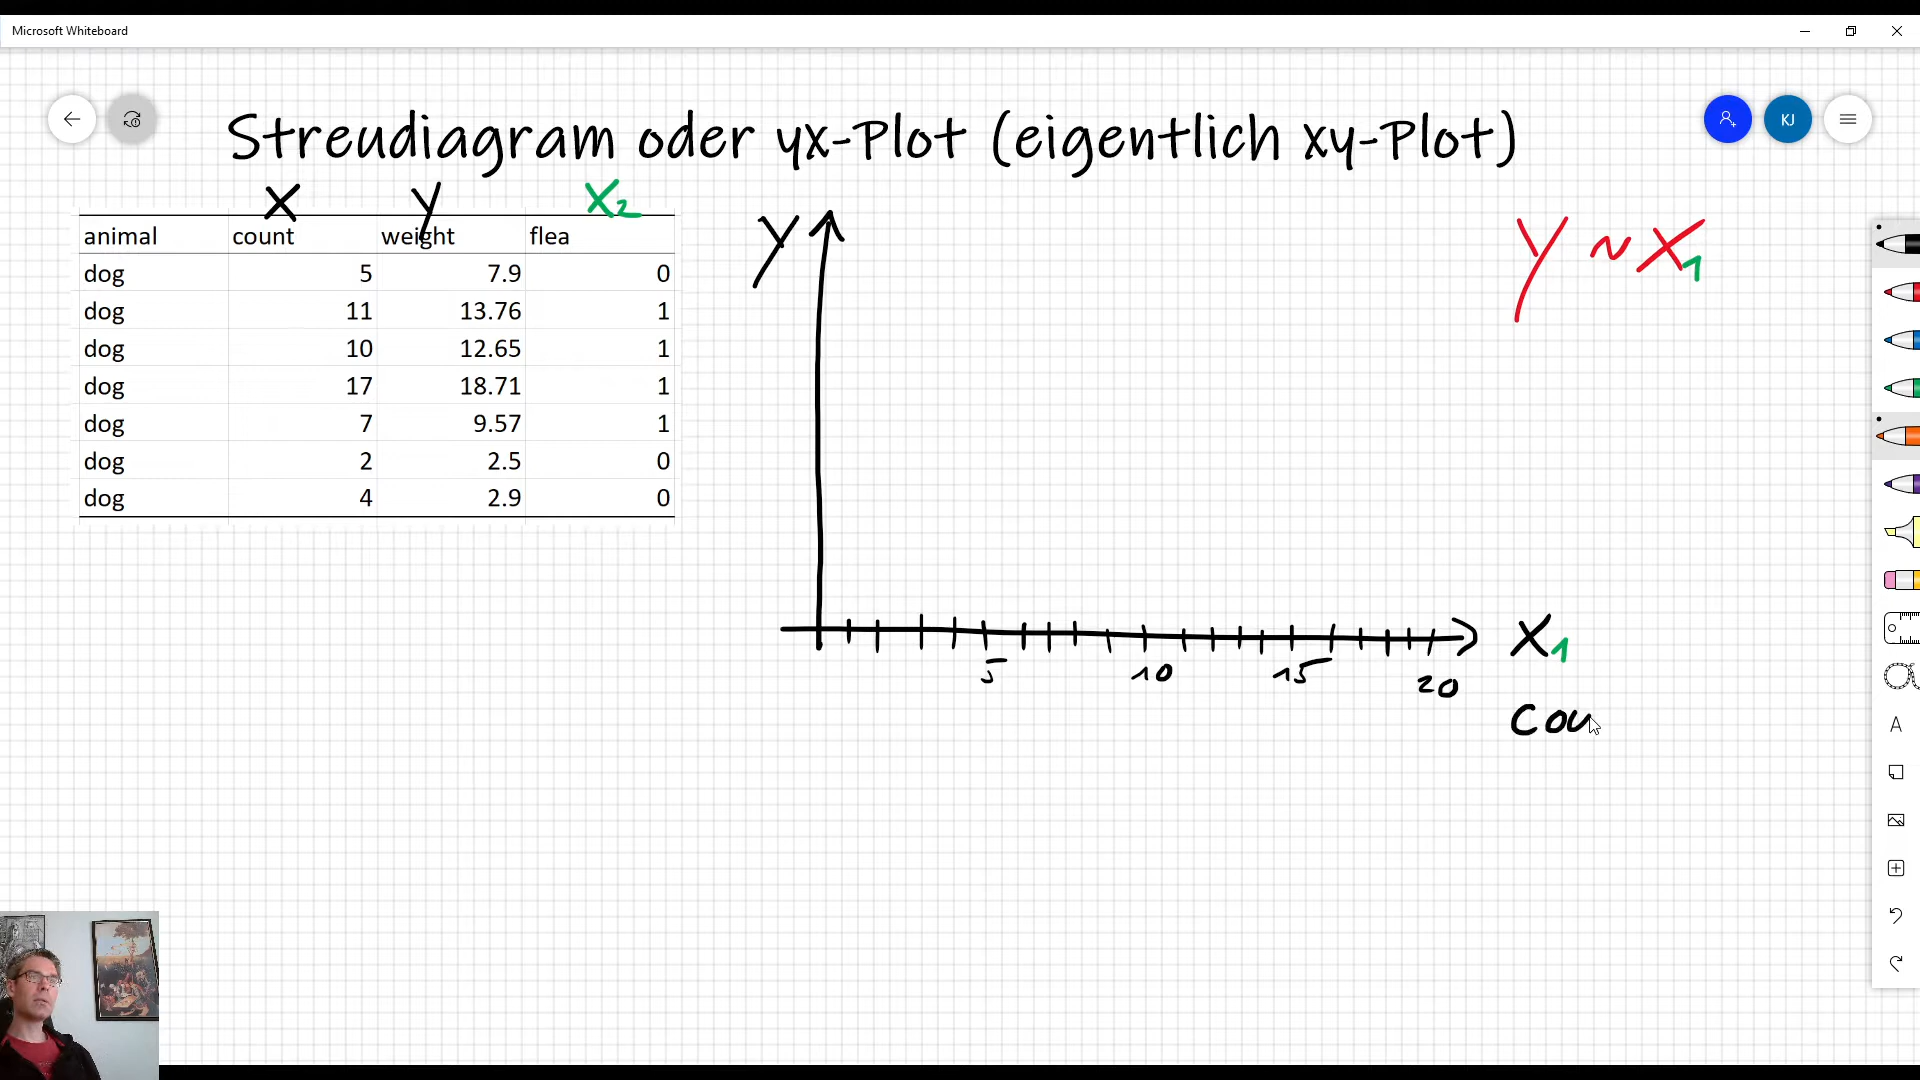 Microsoft Whiteboard
Streudiagram oder yx-Plot (eigentlich xy-Plot)
KJ
X Y X2
animal count weight flea
dog 5 7.9 0
dog 11 13.76 1
dog 10 12.65 1
dog 17 18.71 1
dog 7 9.57 1
dog 2 2.5 0
dog 4 2.9 0
Y
Y ~ X1
X1
5 10 15 20
Cou
A